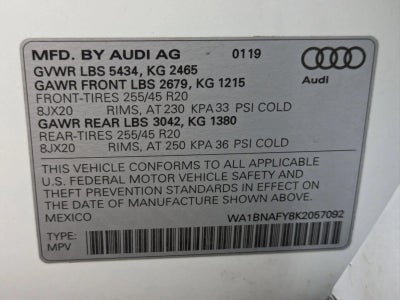 MFD. BY AUDI AG 0119
GVWR LBS 5434, KG 2465
GAWR FRONT LBS 2679, KG 1215
FRONT-TIRES 255/45 R20
8JX20 RIMS, AT 230 KPA 33 PSI COLD
GAWR REAR LBS 3042, KG 1380
REAR-TIRES 255/45 R20
8JX20 RIMS, AT 250 KPA 36 PSI COLD
Audi
THIS VEHICLE CONFORMS TO ALL APPLICABLE
U.S. FEDERAL MOTOR VEHICLE SAFETY AND
THEFT PREVENTION STANDARDS IN EFFECT ON
THE DATE OF MANUFACTURE SHOWN ABOVE.
MEXICO WA1BNAFY8K2057092
TYPE:
MPV